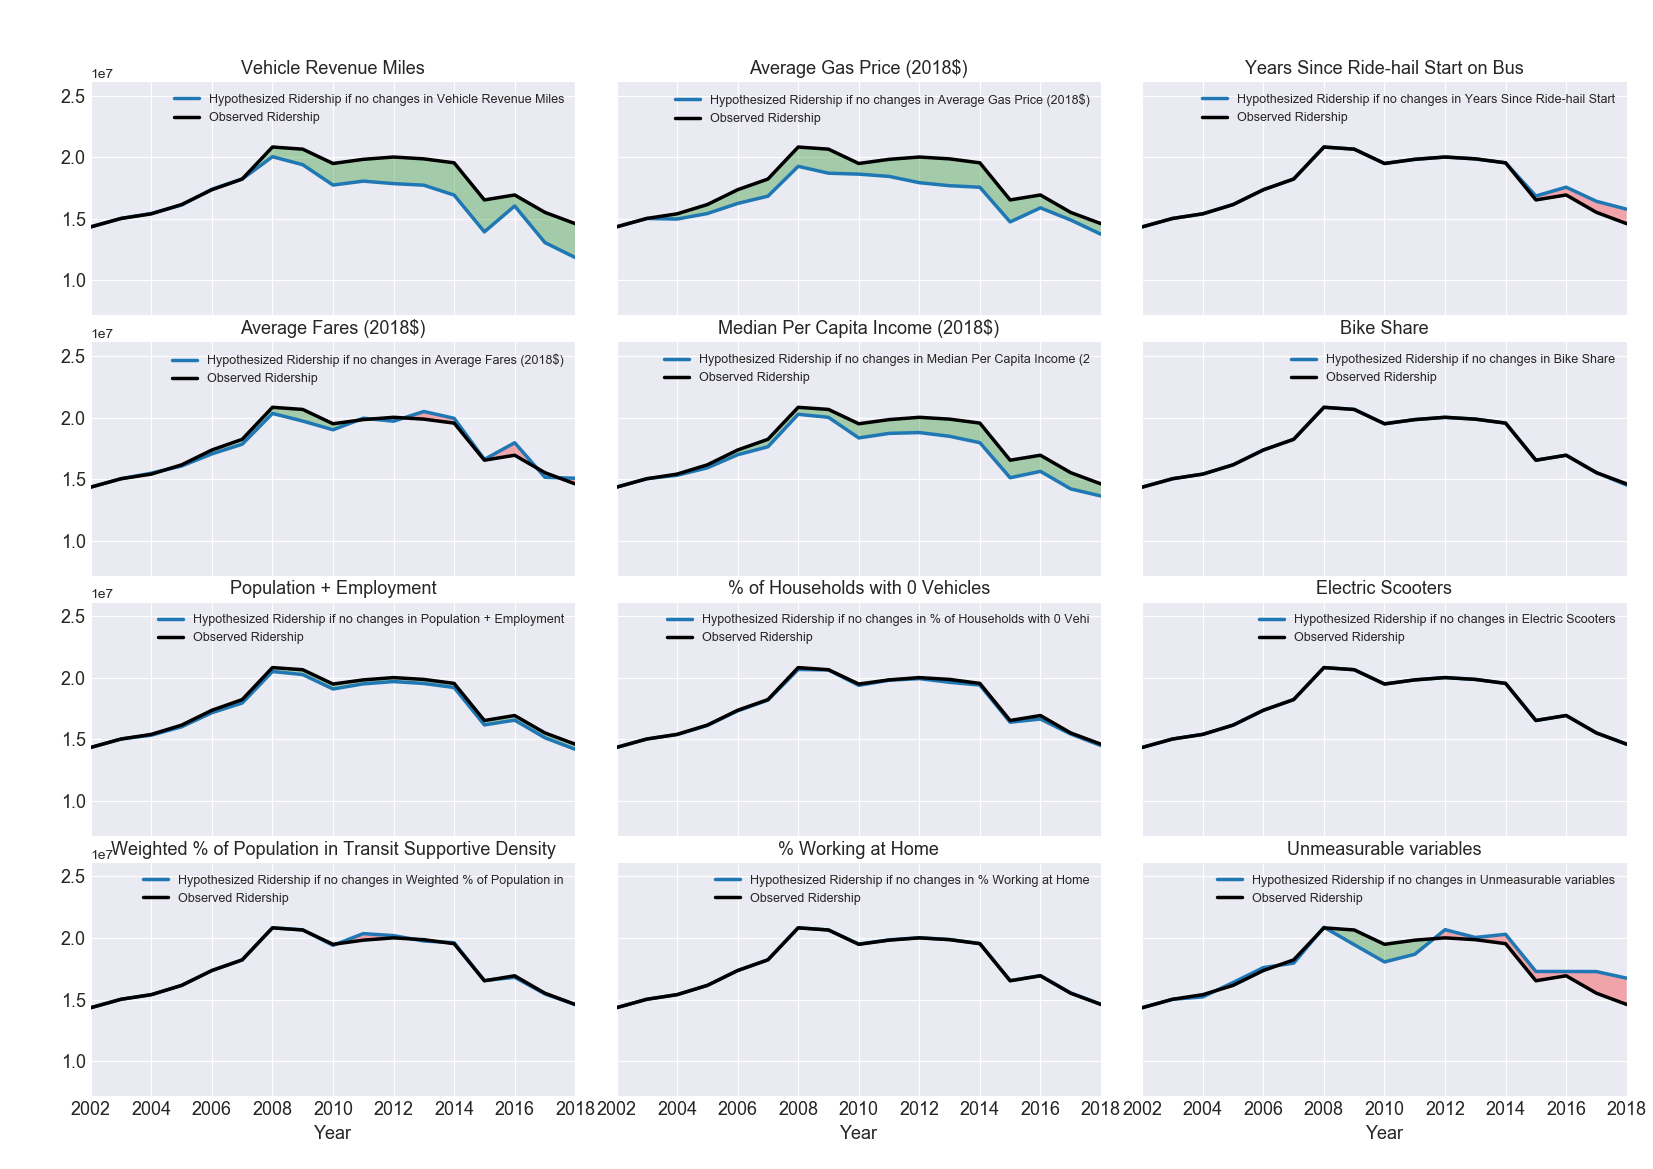 Vehicle Revenue Miles
1e7
2.5
2.0
1.5
1.0
Hypothesized Ridership if no changes in Vehicle Revenue Miles
Observed Ridership
Average Gas Price (2018$)
Hypothesized Ridership if no changes in Average Gas Price (2018$)
Observed Ridership
Years Since Ride-hail Start on Bus
Hypothesized Ridership if no changes in Years Since Ride-hail Start
Observed Ridership
Average Fares (2018$)
1e7
2.5
2.0
1.5
1.0
Hypothesized Ridership if no changes in Average Fares (2018$)
Observed Ridership
Median Per Capita Income (2018$)
Hypothesized Ridership if no changes in Median Per Capita Income (2
Observed Ridership
Bike Share
Hypothesized Ridership if no changes in Bike Share
Observed Ridership
Population + Employment
1e7
2.5
2.0
1.5
1.0
Hypothesized Ridership if no changes in Population + Employment
Observed Ridership
% of Households with 0 Vehicles
Hypothesized Ridership if no changes in % of Households with 0 Vehi
Observed Ridership
Electric Scooters
Hypothesized Ridership if no changes in Electric Scooters
Observed Ridership
Weighted % of Population in Transit Supportive Density
1e7
2.5
2.0
1.5
1.0
Hypothesized Ridership if no changes in Weighted % of Population in
Observed Ridership
2002 2004 2006 2008 2010 2012 2014 2016 2018
Year
% Working at Home
Hypothesized Ridership if no changes in % Working at Home
Observed Ridership
2002 2004 2006 2008 2010 2012 2014 2016 2018
Year
Unmeasurable variables
Hypothesized Ridership if no changes in Unmeasurable variables
Observed Ridership
2002 2004 2006 2008 2010 2012 2014 2016 2018
Year